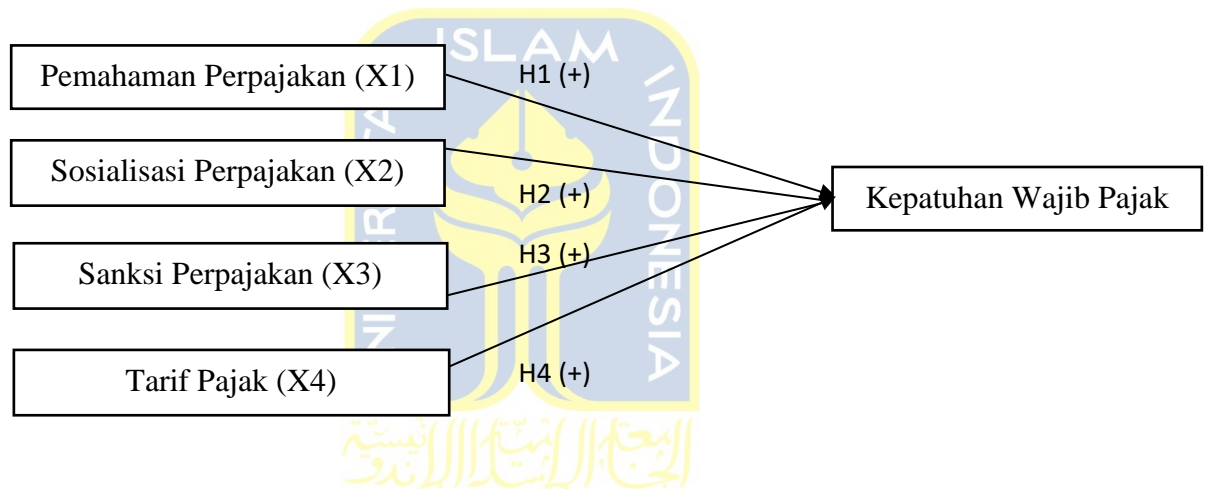 ISLAM
INDONESIA
Pemahaman Perpajakan (X1)
H1 (+)
Sosialisasi Perpajakan (X2)
H2 (+)
Kepatuhan Wajib Pajak
Sanksi Perpajakan (X3)
H3 (+)
Tarif Pajak (X4)
H4 (+)